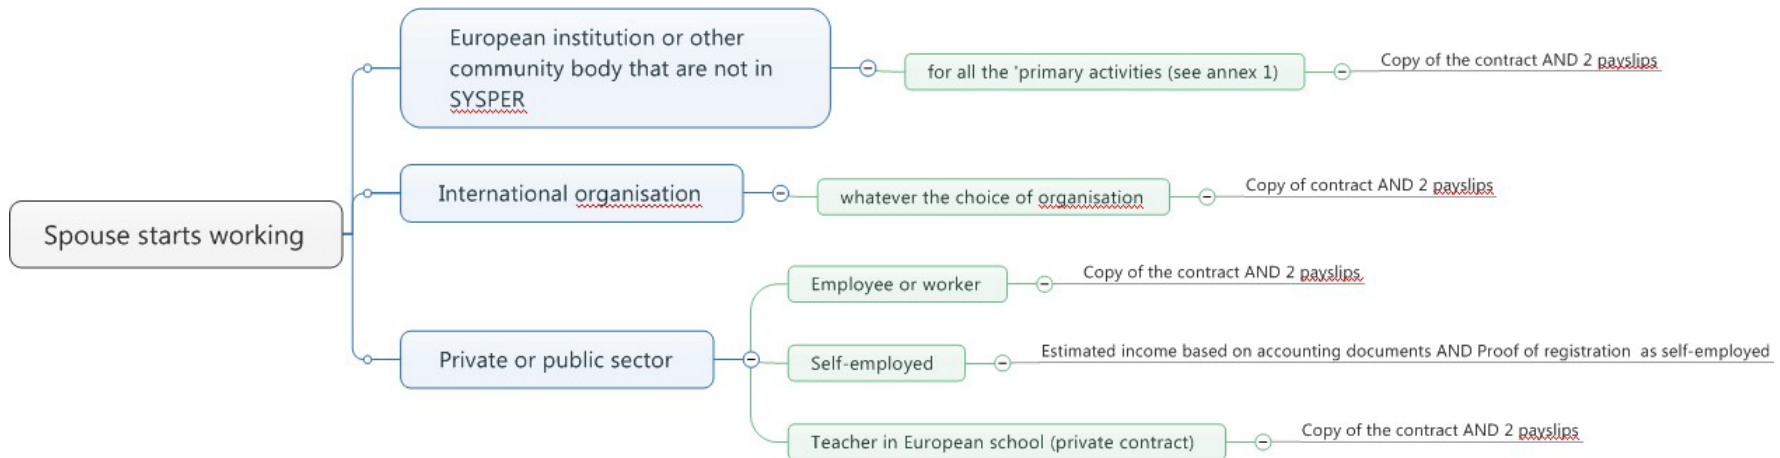 Spouse starts working
European institution or other
community body that are not in
SYSPER
for all the 'primary activities (see annex 1)
Copy of the contract AND 2 payslips
International organisation
whatever the choice of organisation
Copy of contract AND 2 payslips
Private or public sector
Employee or worker
Copy of the contract AND 2 payslips
Self-employed
Estimated income based on accounting documents AND Proof of registration as self-employed
Teacher in European school (private contract)
Copy of the contract AND 2 payslips